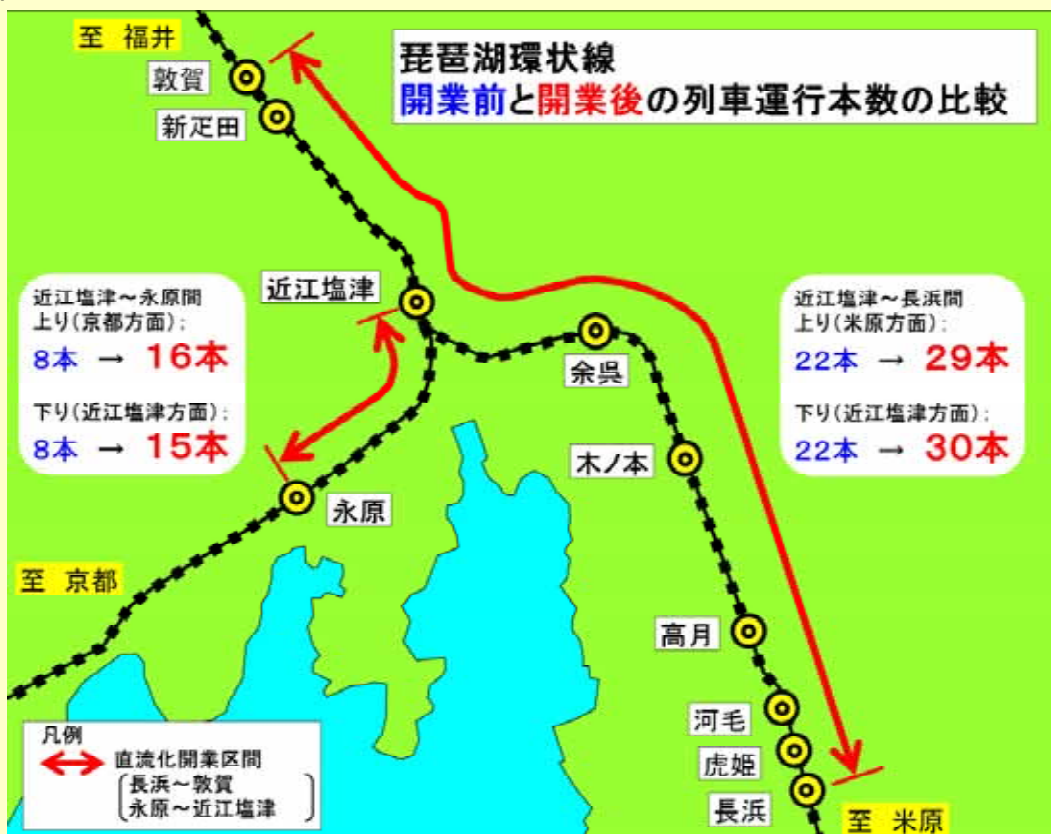 至 福井
琵琶湖環状線
開業前と開業後の列車運行本数の比較
敦賀
新疋田
近江塩津
近江塩津～永原間
上り(京都方面):
8本 → 16本
下り(近江塩津方面):
8本 → 15本
近江塩津～長浜間
上り(米原方面):
22本 → 29本
下り(近江塩津方面):
22本 → 30本
余呉
木ノ本
永原
至 京都
高月
河毛
虎姫
長浜
至 米原
凡例
直流化開業区間
長浜～敦賀
永原～近江塩津